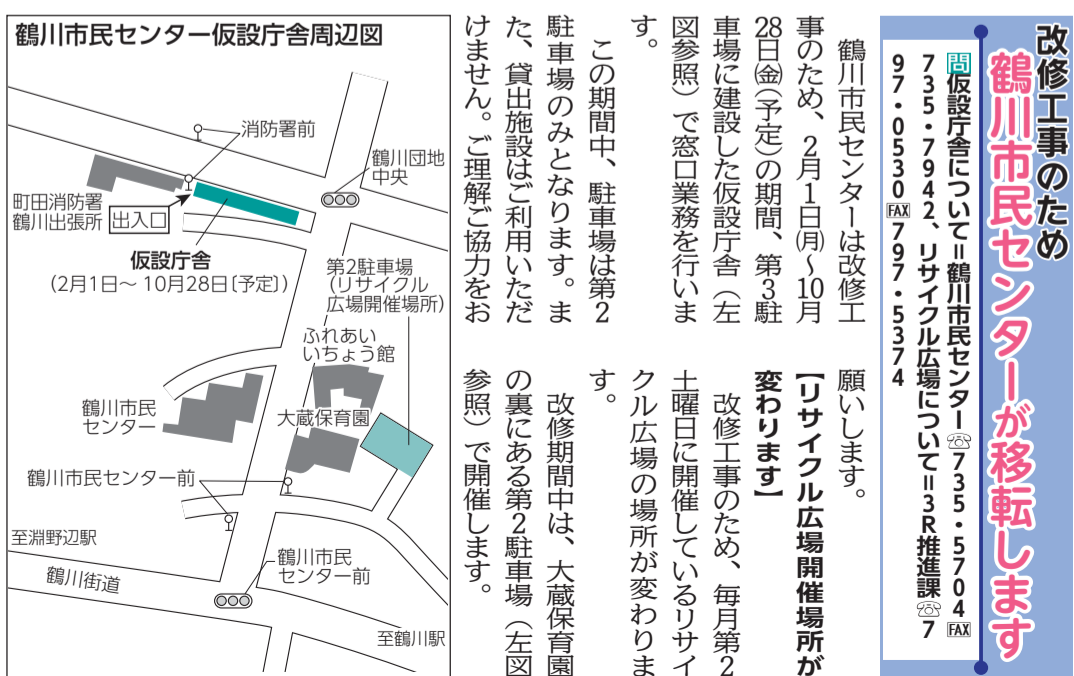 改修工事のため
鶴川市民センターが移転します
問仮設庁舎について＝鶴川市民センター☎735・5704FAX
735・7942、リサイクル広場について＝3R推進課☎7
97・0530FAX797・5374
鶴川市民センターは改修工
事のため、2月1日㈪～10月
28日㈮(予定)の期間、第3駐
車場に建設した仮設庁舎（左
図参照）で窓口業務を行いま
す。
この期間中、駐車場は第2
駐車場のみとなります。ま
た、貸出施設はご利用いただ
けません。ご理解ご協力をお
願いします。
【リサイクル広場開催場所が
変わります】
改修工事のため、毎月第2
土曜日に開催しているリサイ
クル広場の場所が変わりま
す。
改修期間中は、大蔵保育園
の裏にある第2駐車場（左図
参照）で開催します。
鶴川市民センター仮設庁舎周辺図
消防署前
鶴川団地
中央
町田消防署
鶴川出張所
出入口
仮設庁舎
(2月1日～10月28日〔予定〕)
第2駐車場
(リサイクル
広場開催場所)
ふれあい
いちょう館
鶴川市民
センター
大蔵保育園
鶴川市民センター前
至淵野辺駅
鶴川街道
鶴川市民
センター前
至鶴川駅